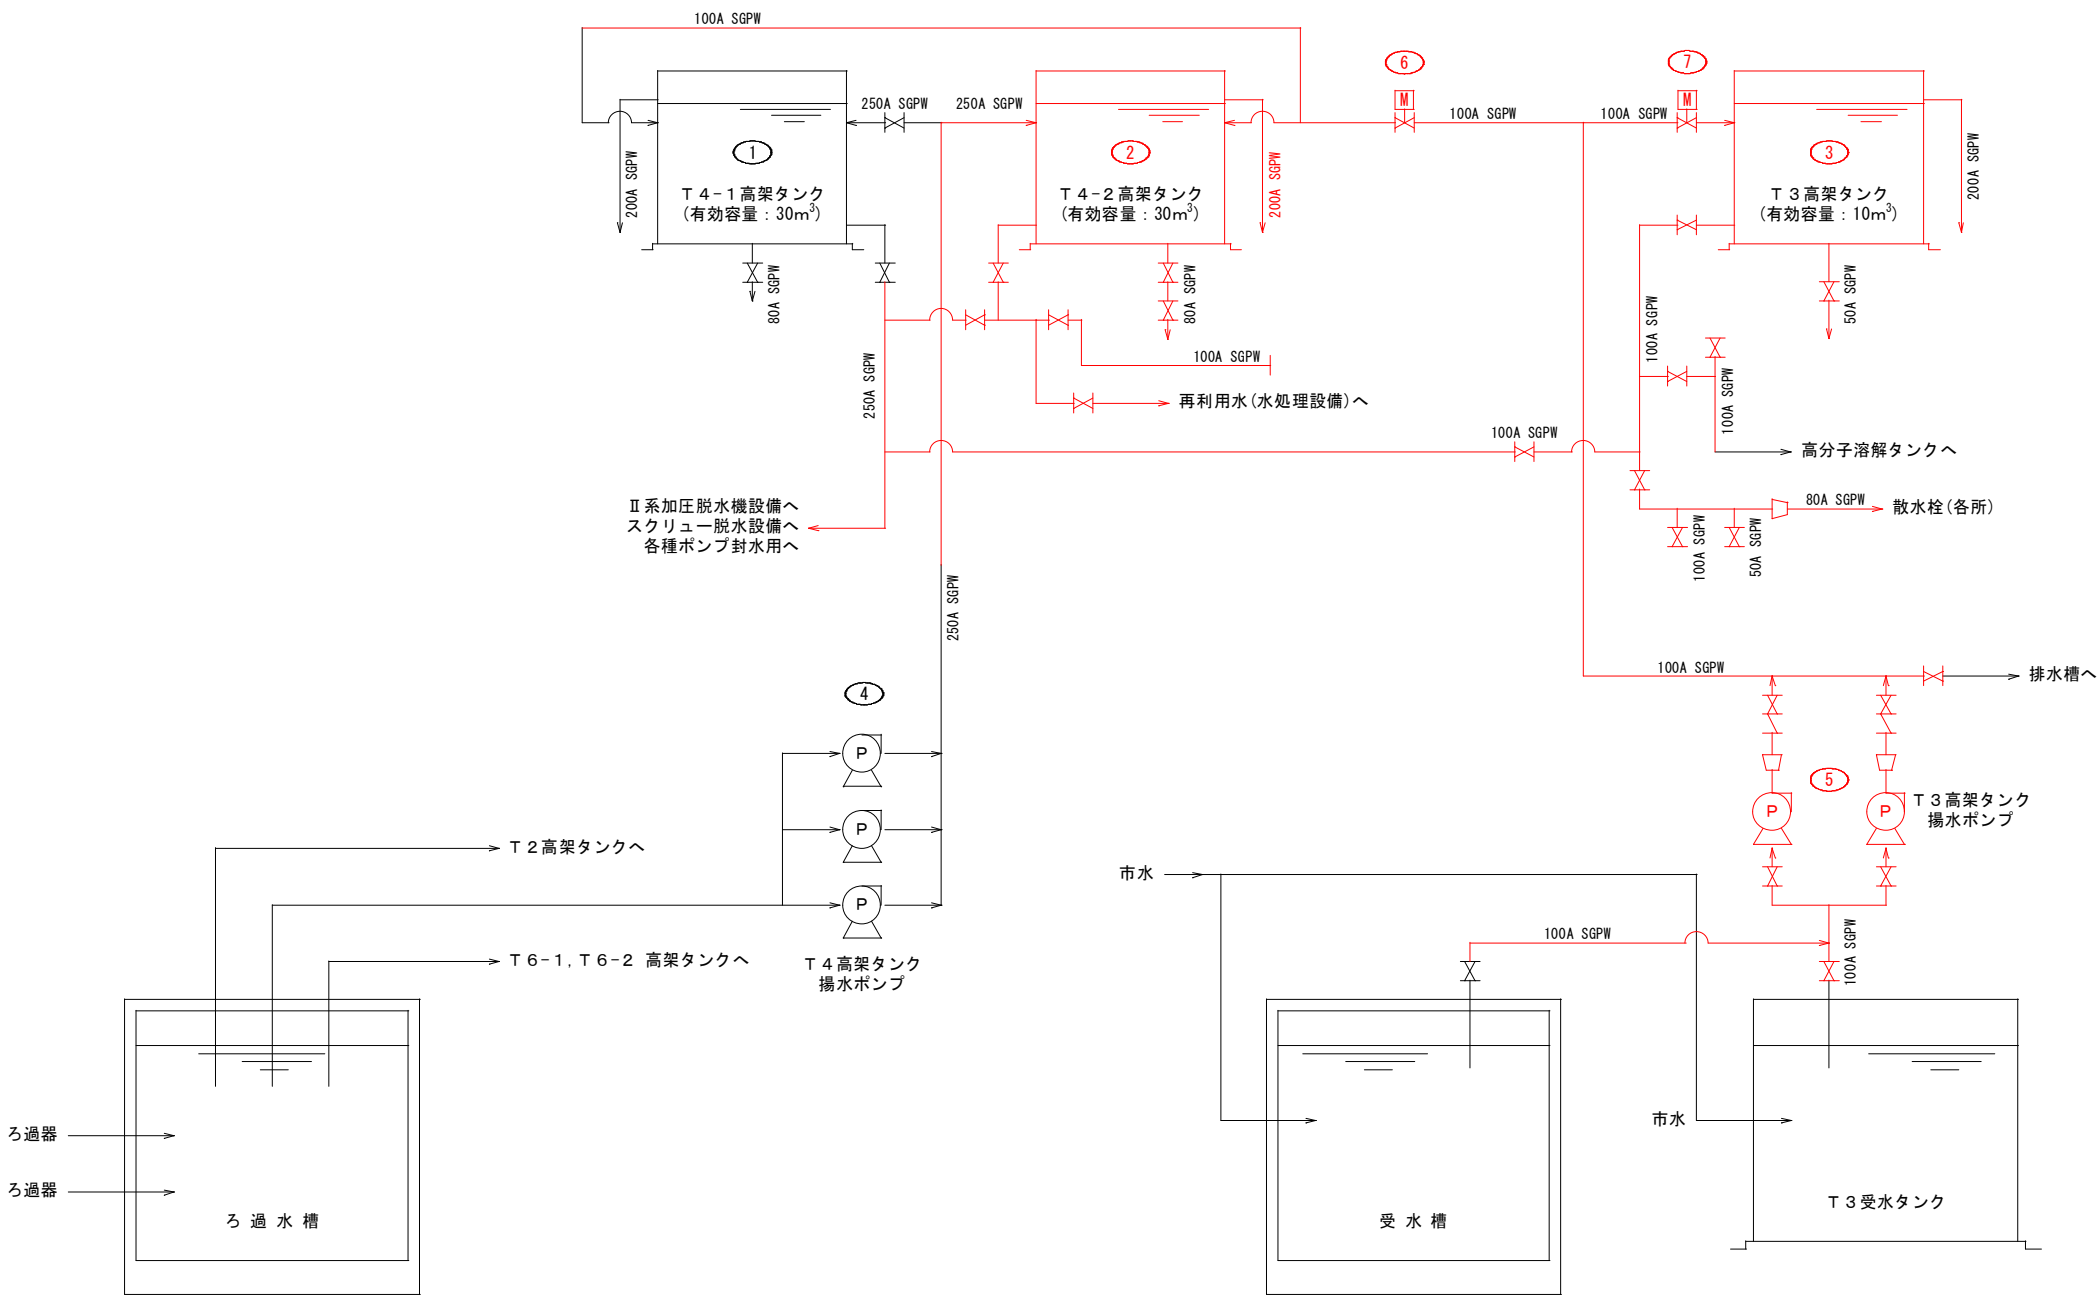 100A SGPW
6
7
250A SGPW
250A SGPW
100A SGPW
100A SGPW
1
2
3
T4-1高架タンク
(有効容量：30m³)
T4-2高架タンク
(有効容量：30m³)
T3高架タンク
(有効容量：10m³)
M
M
200A SGPW
200A SGPW
200A SGPW
80A SGPW
80A SGPW
50A SGPW
100A SGPW
250A SGPW
100A SGPW
100A SGPW
再利用水(水処理設備)へ
100A SGPW
高分子溶解タンクへ
Ⅱ系加圧脱水機設備へ
スクリュー脱水設備へ
各種ポンプ封水用へ
80A SGPW
散水栓(各所)
100A SGPW
50A SGPW
250A SGPW
100A SGPW
排水槽へ
4
5
P
P
P
P
P
T3高架タンク
揚水ポンプ
T2高架タンクへ
市水
100A SGPW
100A SGPW
T6-1,T6-2 高架タンクへ
T4高架タンク
揚水ポンプ
ろ過器
市水
ろ過器
ろ過水槽
受水槽
T3受水タンク